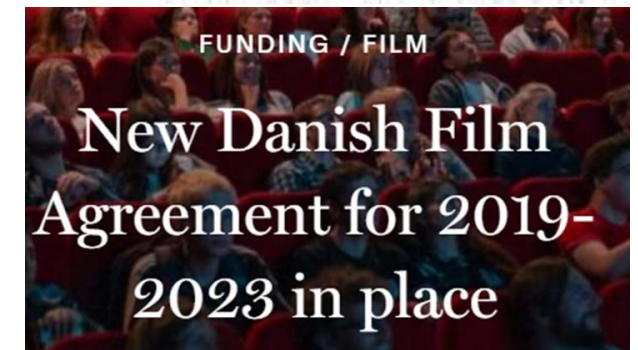 FUNDING / FILM
New Danish Film
Agreement for 2019-
2023 in place